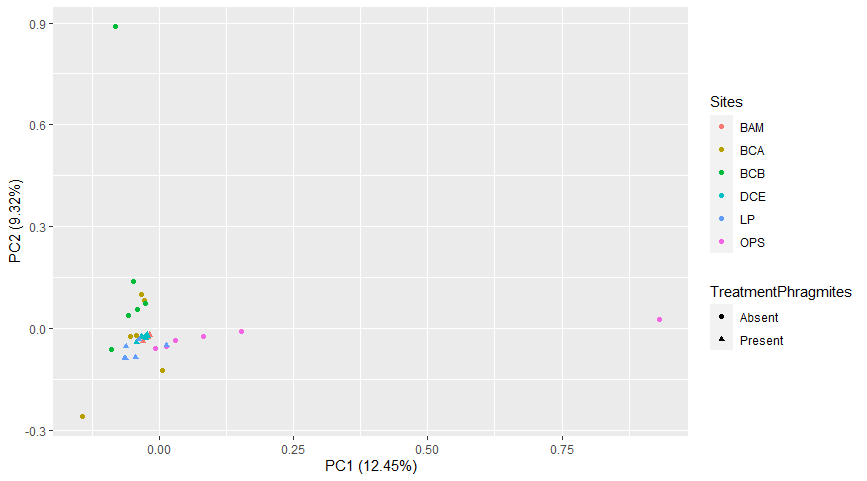 0.9
0.6
0.3
0.0
-0.3
PC2 (9.32%)
0.00
0.25
0.50
0.75
PC1 (12.45%)
Sites
BAM
BCA
BCB
DCE
LP
OPS
TreatmentPhragmites
Absent
Present